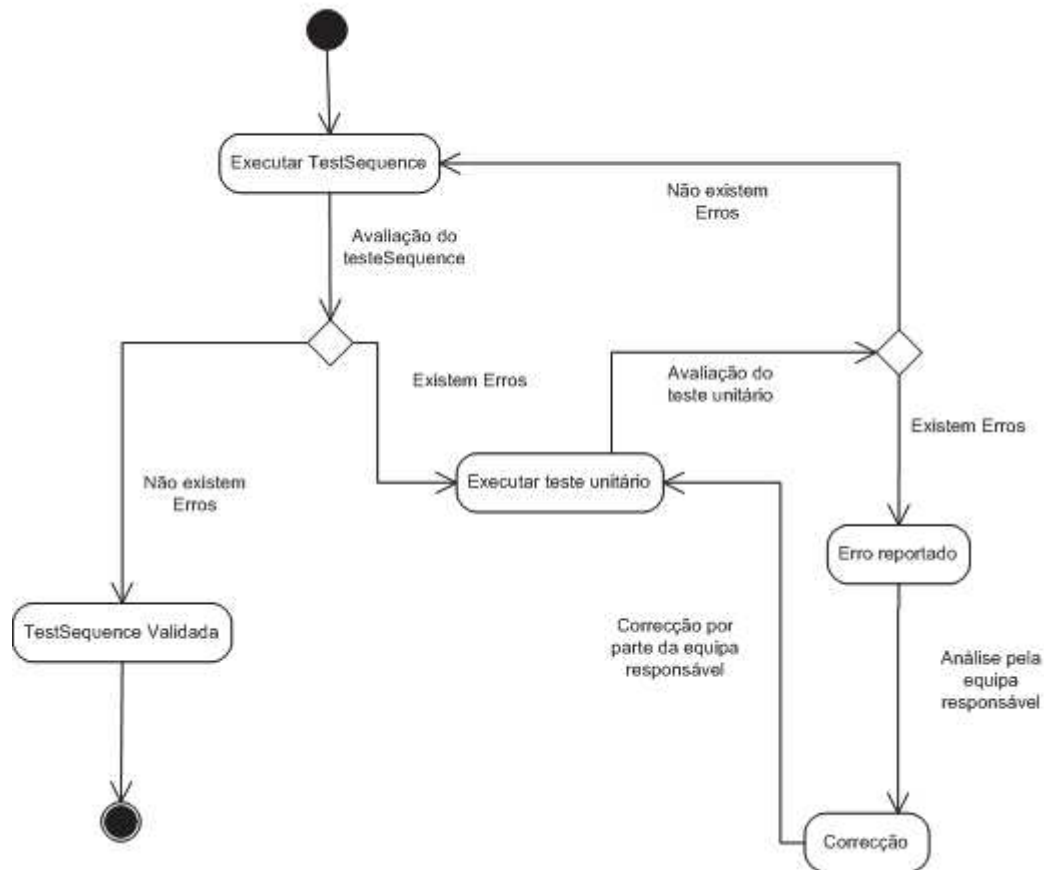 Executar TestSequence
Não existem
Erros
Avaliação do
testeSequence
Existem Erros
Avaliação do
teste unitário
Existem Erros
Não existem
Erros
Executar teste unitário
Erro reportado
TestSequence Validada
Correcção por
parte da equipa
responsável
Análise pela
equipa
responsável
Correcção